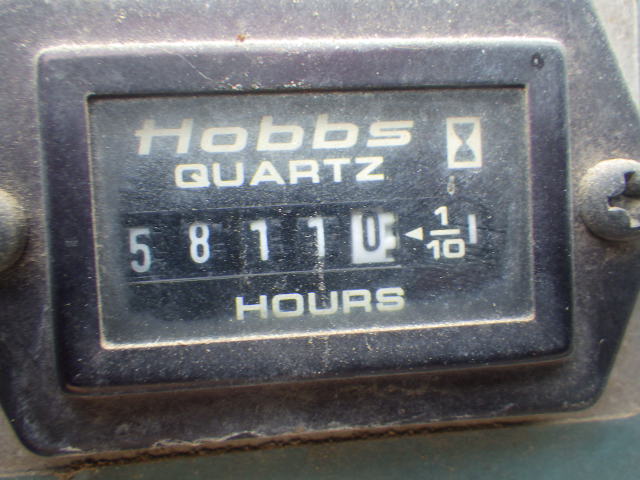 Hobbs
QUARTZ
5 8 1 1 0 ◄ 1/10
HOURS